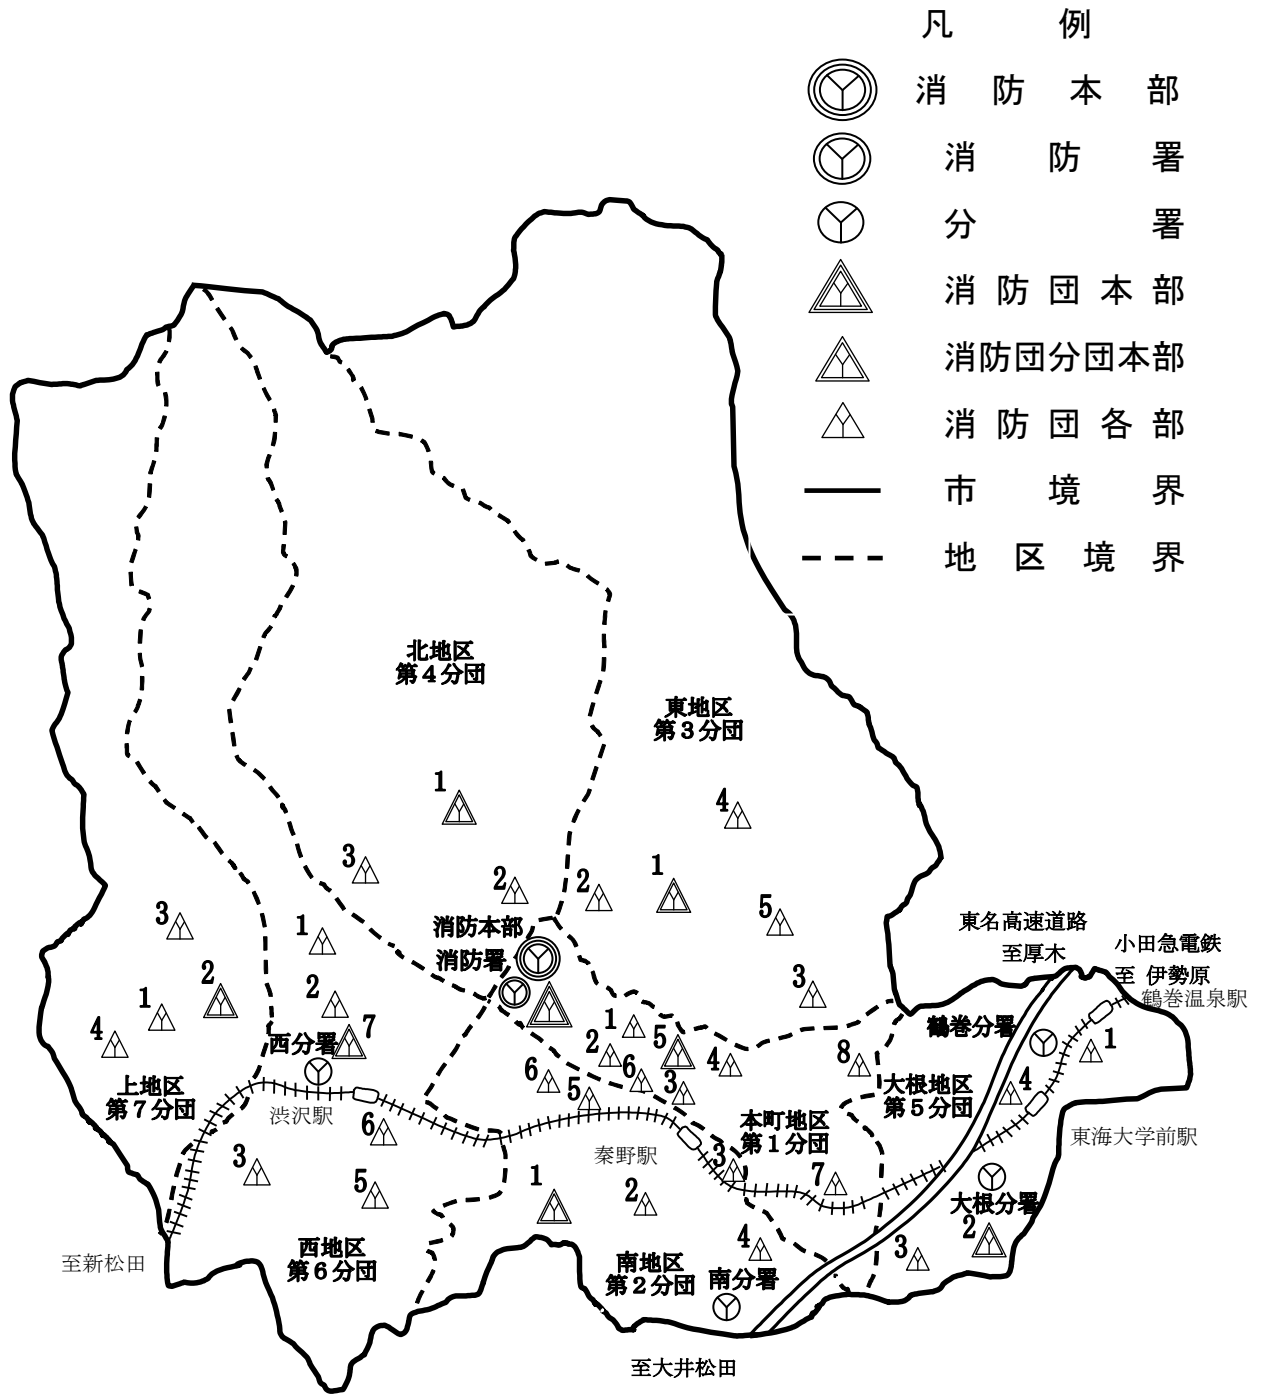 凡 例
消防本部
消防署
分署
消防団本部
消防団分団本部
消防団各部
市境界
地区境界
北地区
第４分団
東地区
第３分団
1
4
3
2
2
1
5
3
消防本部
消防署
東名高速道路
至厚木
小田急電鉄
至 伊勢原
鶴巻温泉駅
3
1
2
2
1
4
西分署
7
1
2
5
6
4
8
鶴巻分署
1
上地区
第７分団
渋沢駅
6
6
5
3
大根地区
第５分団
4
本町地区
第１分団
東海大学前駅
秦野駅
3
5
1
2
3
7
大根分署
2
4
3
至新松田
西地区
第６分団
南地区
第２分団
南分署
至大井松田